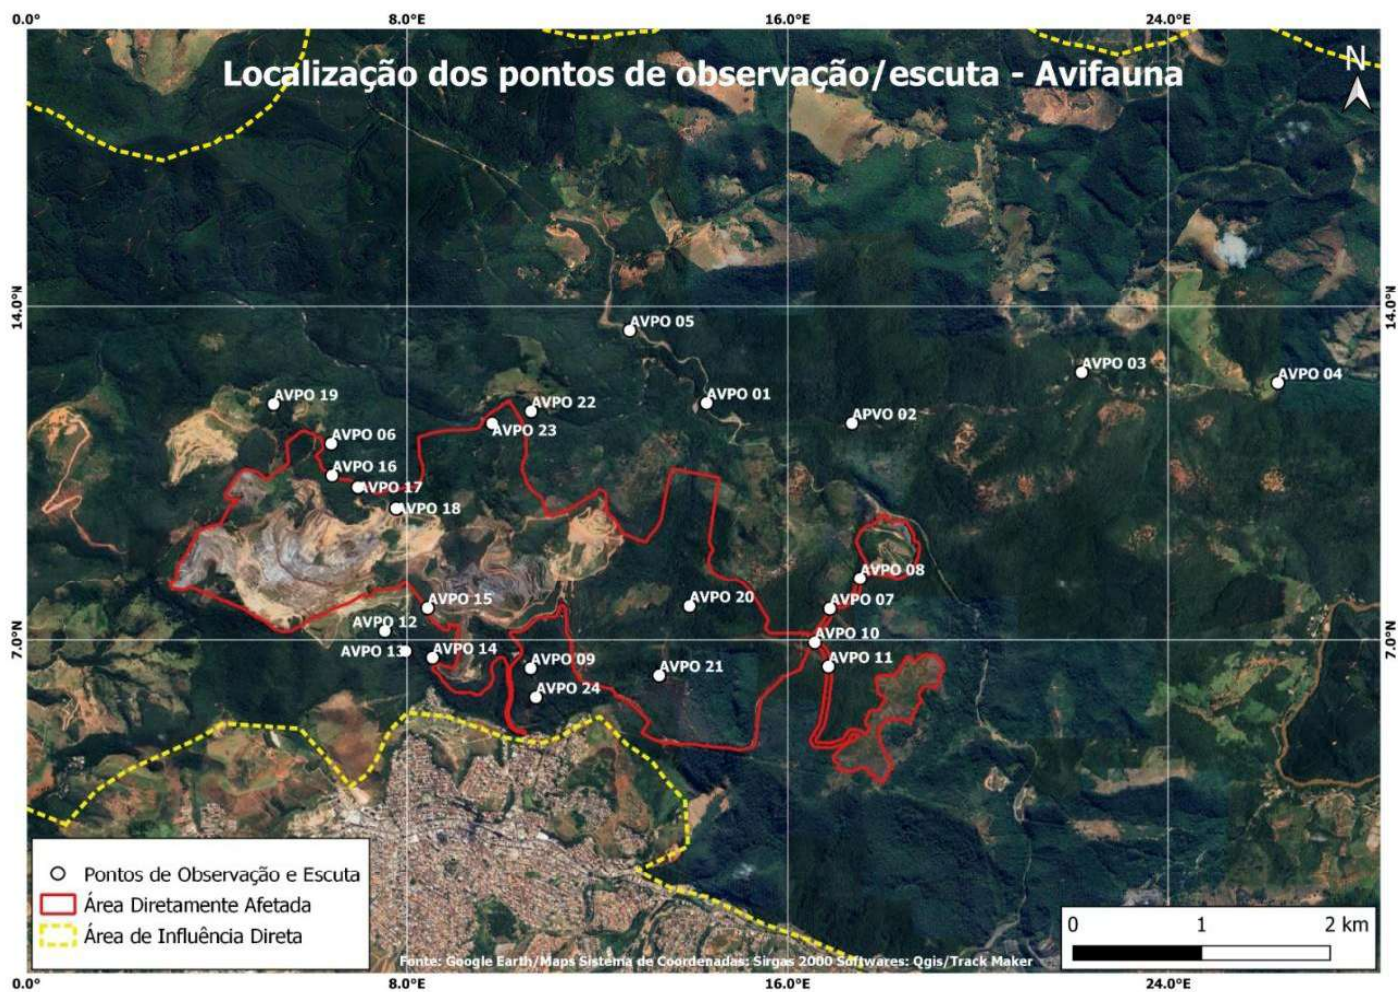 0.0°
8.0°E
16.0°E
24.0°E
Localização dos pontos de observação/escuta - Avifauna
N
14.0°N
14.0°N
AVPO 05
AVPO 03
AVPO 04
AVPO 19
AVPO 22
AVPO 01
APVO 02
AVPO 06
AVPO 23
AVPO 16
AVPO 17
AVPO 18
AVPO 08
AVPO 15
AVPO 20
AVPO 07
AVPO 12
AVPO 10
7.0°N
7.0°N
AVPO 13
AVPO 14
AVPO 09
AVPO 21
AVPO 11
AVPO 24
Pontos de Observação e Escuta
Área Diretamente Afetada
Área de Influência Direta
0 1 2 km
Fonte: Google Earth/Maps Sistema de Coordenadas: Sirgas 2000 Softwares: Qgis/Track Maker
0.0°
8.0°E
16.0°E
24.0°E